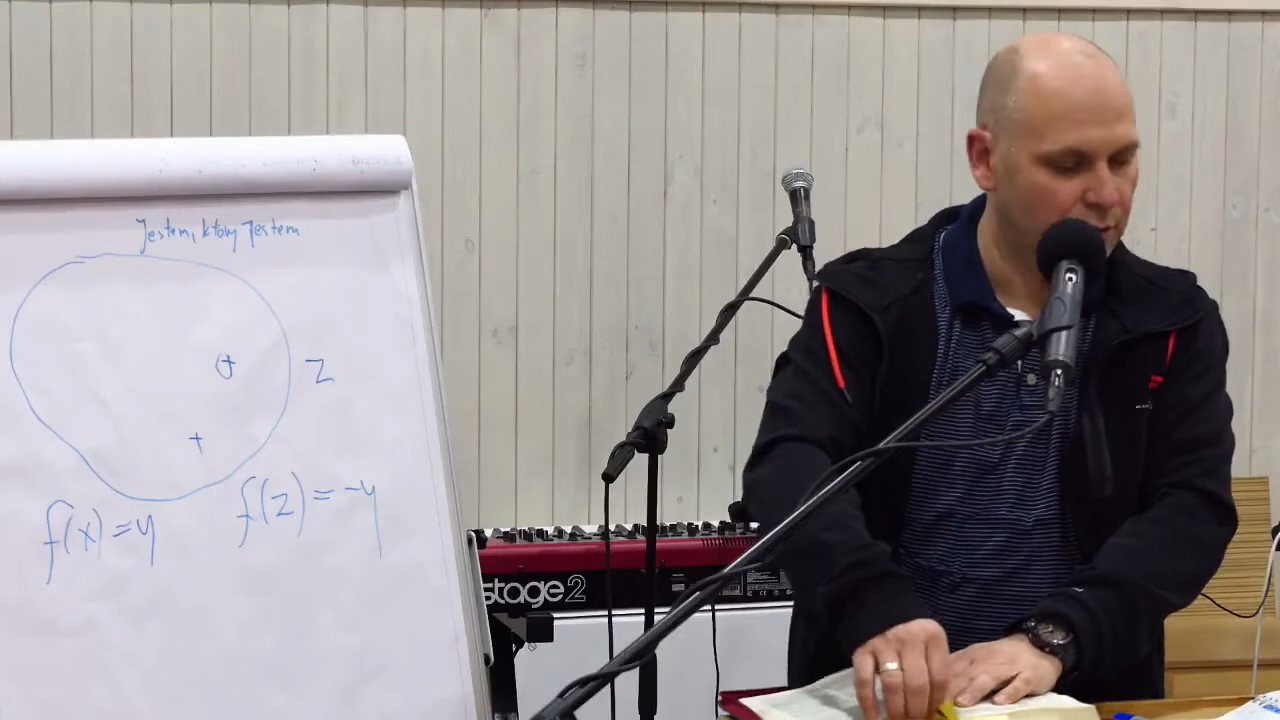 Jestem, który Jestem
z
f(x)=y
f(z)=-y
stage2